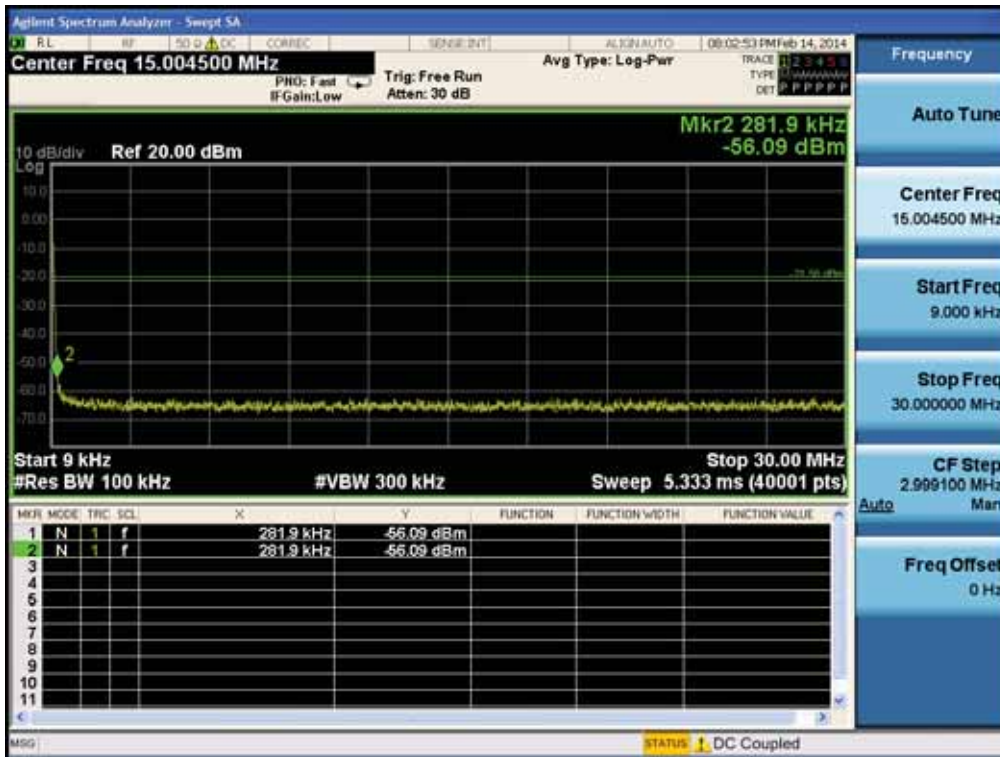 Agilent Spectrum Analyzer - Swept SA
RL RF 50 Ω DC CORREC SENSE:INT ALIGN AUTO 08:02:53 PM Feb 14, 2014
Center Freq 15.004500 MHz
PNO: Fast
IFGain:Low
Trig: Free Run
Atten: 30 dB
Avg Type: Log-Pwr
TRACE 1 2 3 4 5 6
TYPE
DET P P P P P P
Mkr2 281.9 kHz
-56.09 dBm
10 dB/div Ref 20.00 dBm
Log
10.0
0.00
-10.0
-20.0
-30.0
-40.0
-50.0
-60.0
-70.0
2
Start 9 kHz Stop 30.00 MHz
#Res BW 100 kHz #VBW 300 kHz Sweep 5.333 ms (40001 pts)
MKR MODE TRC SCL X Y FUNCTION FUNCTION WIDTH FUNCTION VALUE
1 N 1 f 281.9 kHz -56.09 dBm
2 N 1 f 281.9 kHz -56.09 dBm
3
4
5
6
7
8
9
10
11
MSG STATUS DC Coupled
Frequency
Auto Tune
Center Freq
15.004500 MHz
Start Freq
9.000 kHz
Stop Freq
30.000000 MHz
CF Step
2.999100 MHz
Auto Man
Freq Offset
0 Hz